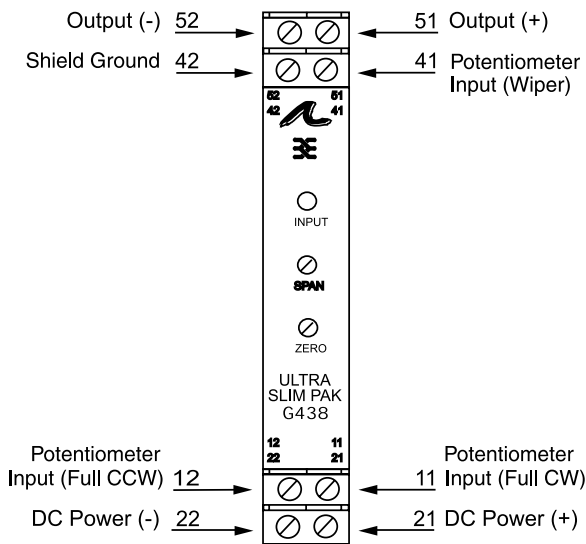 Output (-) 52
51 Output (+)
Shield Ground 42
41 Potentiometer
Input (Wiper)
52 51
42 41
INPUT
SPAN
ZERO
ULTRA
SLIM PAK
G438
12 11
22 21
Potentiometer
Input (Full CCW) 12
Potentiometer
11 Input (Full CW)
DC Power (-) 22
21 DC Power (+)